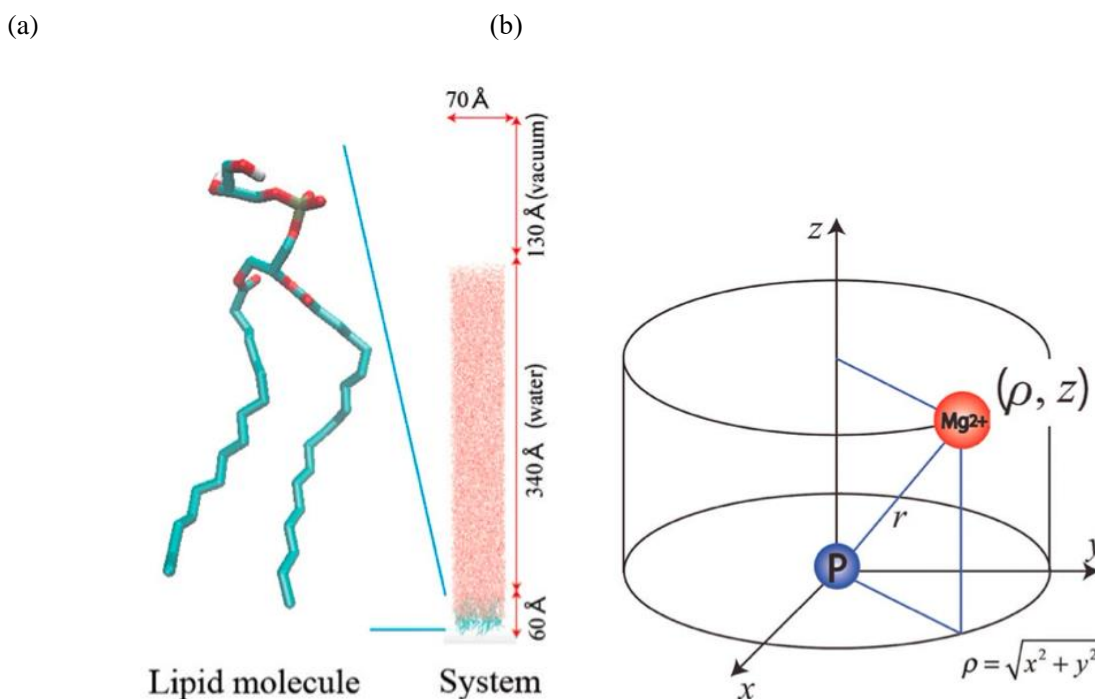 (a)
(b)
70 Å
130 Å (vacuum)
340 Å (water)
60 Å
Lipid molecule
System
z
(ρ, z)
Mg2+
r
P
y
x
ρ = √x² + y²